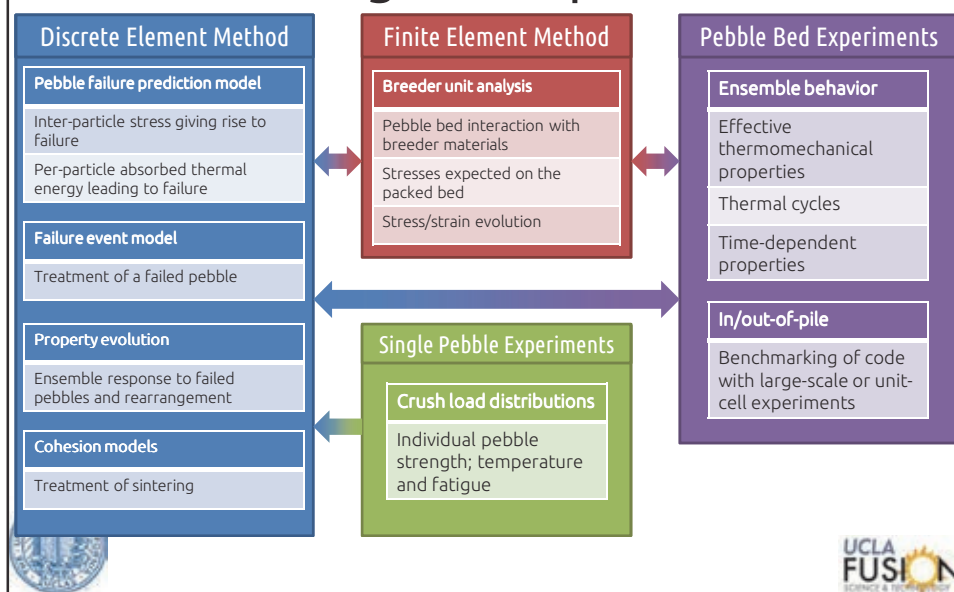 Discrete Element Method
Pebble failure prediction model
Inter-particle stress giving rise to
failure
Per-particle absorbed thermal
energy leading to failure
Failure event model
Treatment of a failed pebble
Property evolution
Ensemble response to failed
pebbles and rearrangement
Cohesion models
Treatment of sintering
Finite Element Method
Breeder unit analysis
Pebble bed interaction with
breeder materials
Stresses expected on the
packed bed
Stress/strain evolution
Single Pebble Experiments
Crush load distributions
Individual pebble
strength; temperature
and fatigue
Pebble Bed Experiments
Ensemble behavior
Effective
thermomechanical
properties
Thermal cycles
Time-dependent
properties
In/out-of-pile
Benchmarking of code
with large-scale or unit-
cell experiments
UCLA
FUSION
SCIENCE & TECHNOLOGY